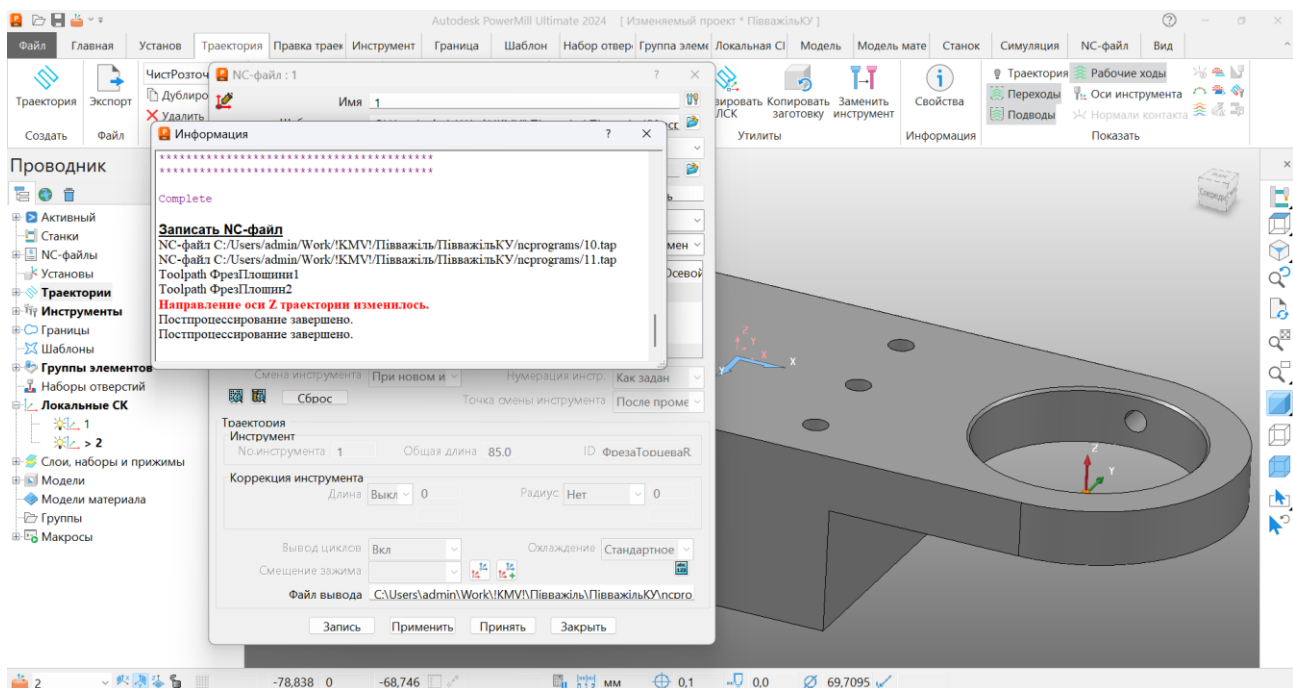 Autodesk PowerMill Ultimate 2024 [ Изменяемый проект * ПівважільКУ ]
Файл Главная Установ Траектория Правка траек Инструмент Граница Шаблон Набор отвер Группа элеме Локальная СІ Модель Модель мате Станок Симуляция NC-файл Вид
Траектория
Создать
Экспорт
Файл
ЧистРозточ
Дублиро
Удалить
NC-файл : 1
Имя 1
Информация
****************************************
****************************************
Complete
Записать NC-файл
NC-файл C:/Users/admin/Work/!KMV!/Піважіль/ПівважільКУ/ncprograms/10.tap
NC-файл C:/Users/admin/Work/!KMV!/Піважіль/ПівважільКУ/ncprograms/11.tap
Toolpath ФрезПлощини1
Toolpath ФрезПлощин2
Направление оси Z траектории изменилось.
Постпроцессирование завершено.
Постпроцессирование завершено.
Смена инструмента При новом и Нумерация инстр. Как задан
Сброс Точка смены инструмента После проме
Траектория
Инструмент
No.инструмента 1 Общая длина 85.0 ID ФрезаТорцеваR
Коррекция инструмента
Длина Выкл 0 Радиус Нет 0
Вывод циклов Вкл Охлаждение Стандартное
Смещение зажима
Файл вывода C:\Users\admin\Work\!KMV!\Півважіль\ПівважільКУ\ncpro
Запись Применить Принять Закрыть
ировать Копировать Заменить
ЛСК заготовку инструмент
Утилиты
Свойства
Информация
Траектория Рабочие ходы
Переходы Оси инструмента
Подводы Нормали контакта
Показать
Проводник
Активный
Станки
NC-файлы
Установы
Траектории
Инструменты
Границы
Шаблоны
Группы элементов
Наборы отверстий
Локальные СК
1
> 2
Слои, наборы и прижимы
Модели
Модели материала
Группы
Макросы
Спереди
Z
Y
X
Y
X
Z
Y
2 -78,838 0 -68,746 мм 0,1 0,0 69,7095